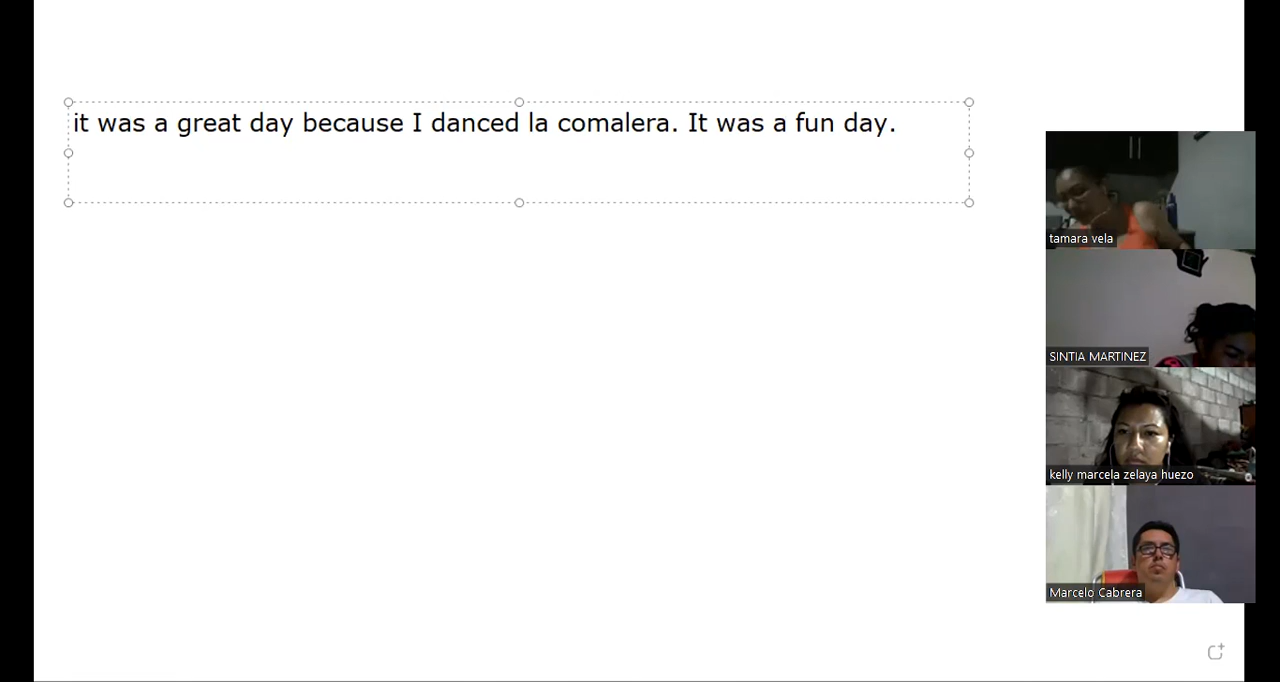 it was a great day because I danced la comalera. It was a fun day.
tamara vela
SINTIA MARTINEZ
kelly marcela zelaya huezo
Marcelo Cabrera